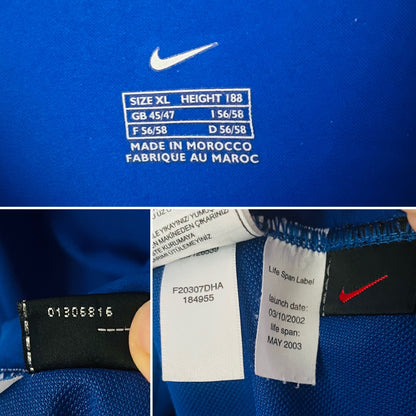 SIZE XL HEIGHT 188
GB 45/47 I 56/58
F 56/58 D 56/58
MADE IN MOROCCO
FABRIQUE AU MAROC
01306816
F20307DHA
184955
Life Span Label
launch date:
03/10/2002
life span:
MAY 2003